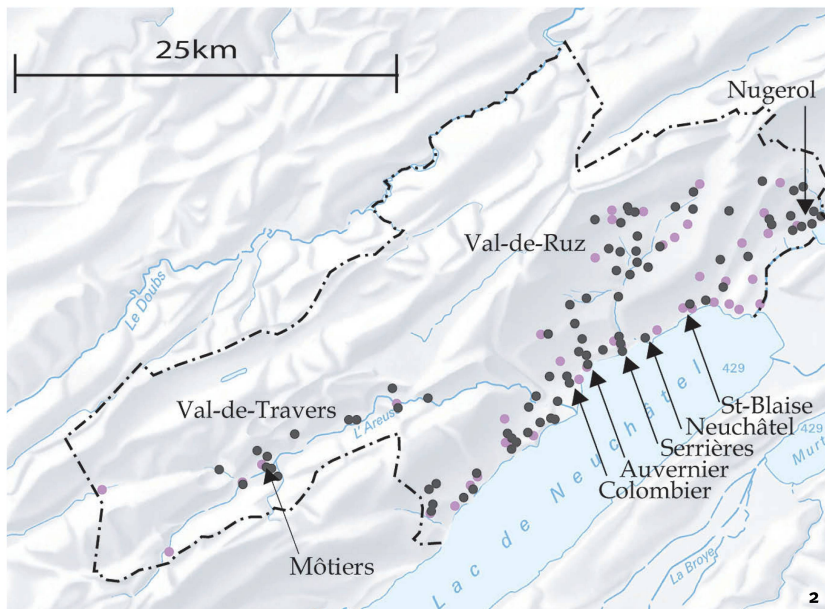 25km
Nugerol
Val-de-Ruz
Le Doubs
429
Val-de-Travers
L'Areus
St-Blaise
Neuchâtel
Serrières
Auvernier
Colombier
429
Murt
Lac de Neuchâtel
La Broye
Môtiers
2